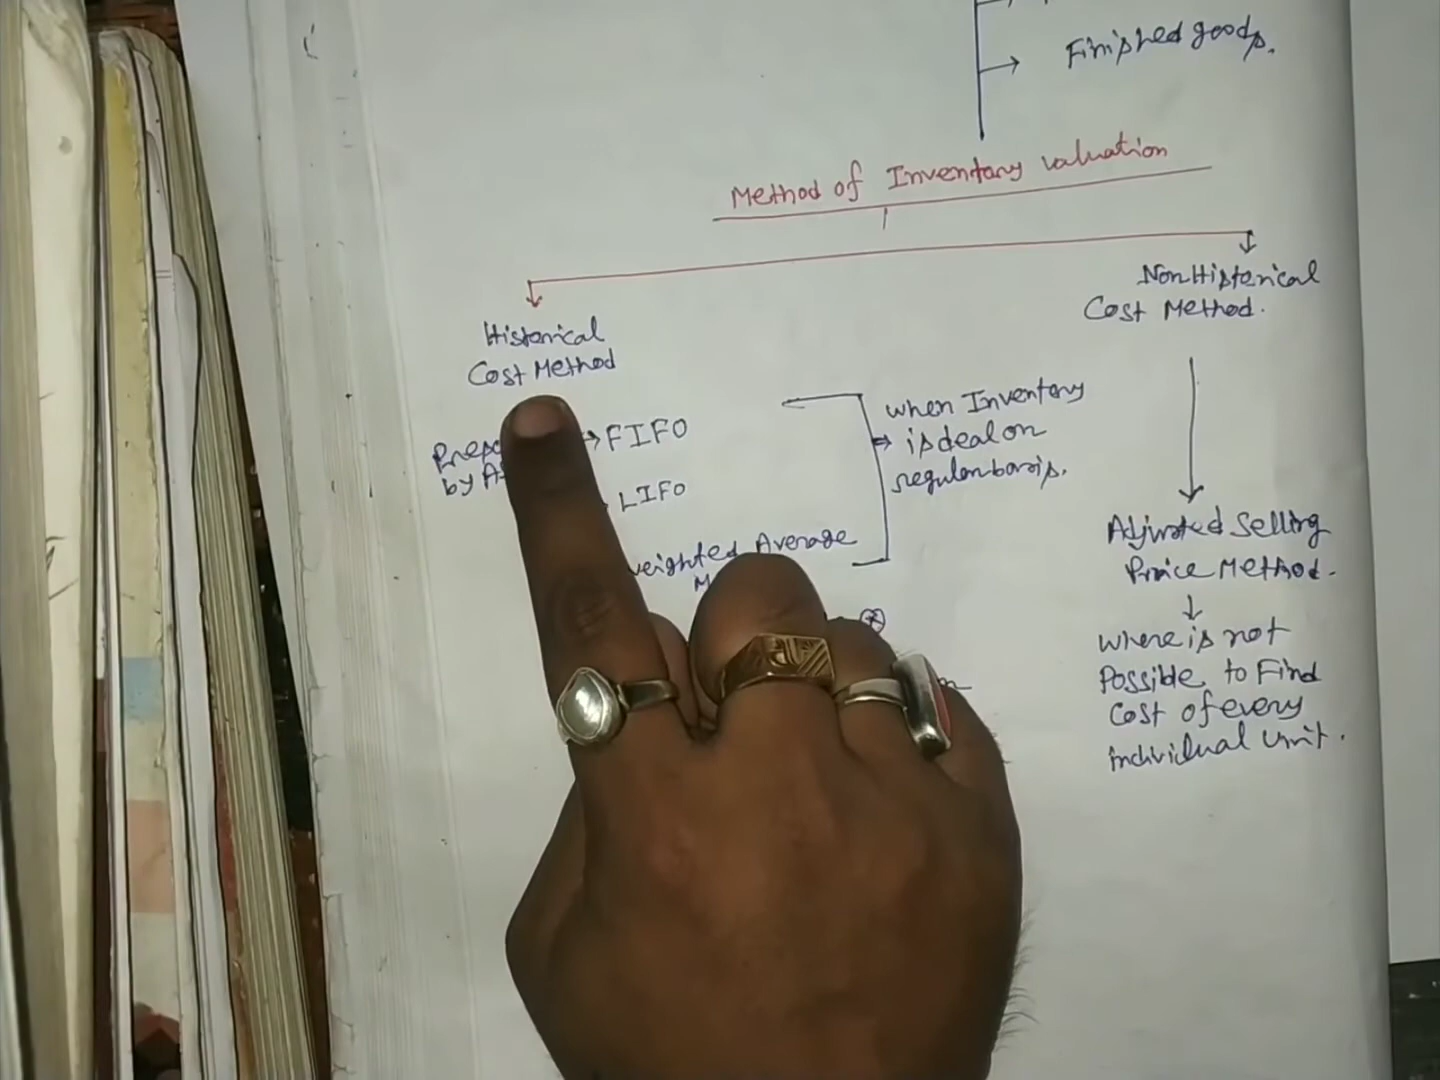 Finished goods.
Method of Inventory valuation
Historical
Cost Method
Non Historical
Cost Method.
FIFO
by
LIFO
weighted Average
when Inventory
is deal on
regular basis.
Adjusted Selling
Price Method.
where is not
Possible to Find
Cost of every
individual unit.